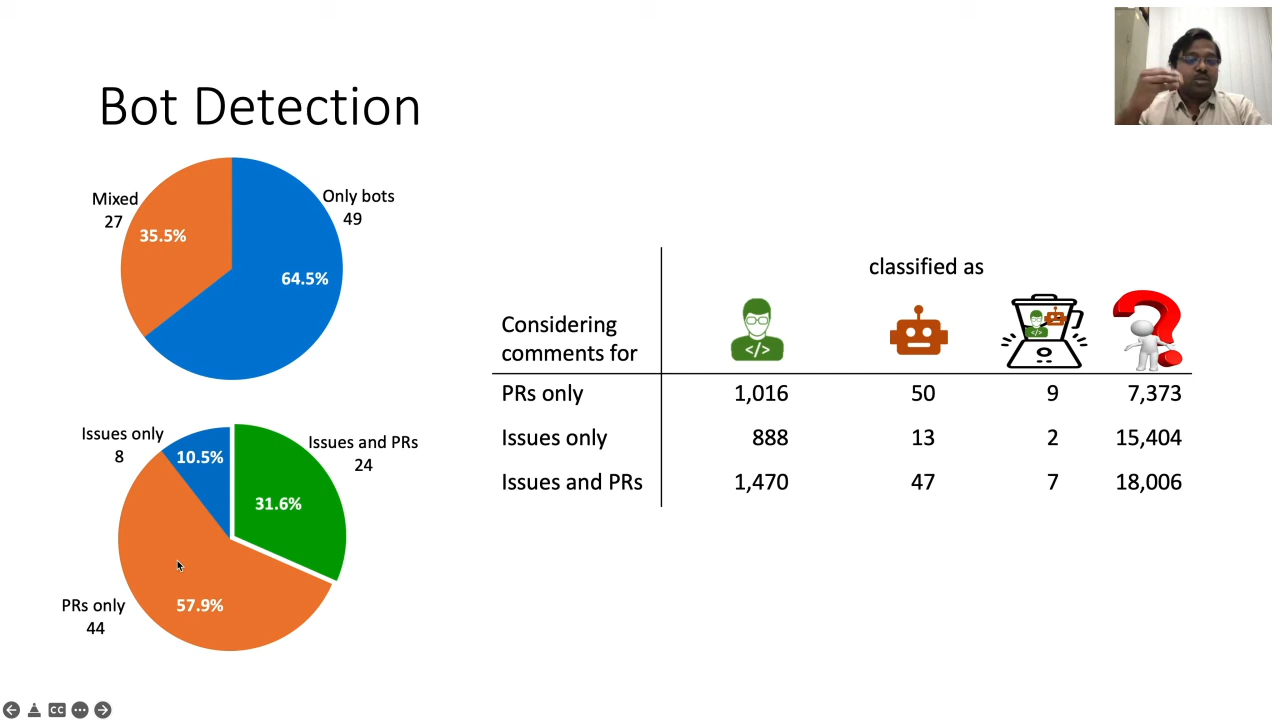 Bot Detection
Mixed
27
35.5%
Only bots
49
64.5%
Issues only
8
10.5%
Issues and PRs
24
31.6%
PRs only
44
57.9%
classified as
Considering
comments for
</> </>
PRs only 1,016 50 9 7,373
Issues only 888 13 2 15,404
Issues and PRs 1,470 47 7 18,006
CC